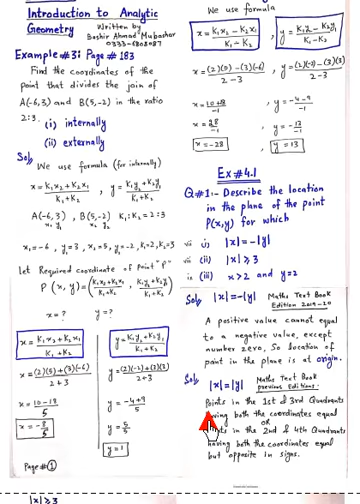 Introduction to Analytic
Geometry
Written by
Bashir Ahmad Mubashar
0333-6803087
Example #3: Page # 183
Find the coordinates of the
point that divides the join of
A(-6,3) and B(5,-2) in the ratio
2:3.
(i) internally
(ii) externally
Sol
We use formula (for internally)
x = K₁x₂ + K₂x₁ / K₁+K₂ , y = K₁y₂ + K₂y₁ / K₁+K₂
A(-6,3) B(5,-2) K₁:K₂ = 2:3
x₁ y₁ x₂ y₂
x₁=-6, y₁=3, x₂=5, y₂=-2, K₁=2, K₂=3
let Required coordinate of point "P"
P(x,y) = (K₁x₂+K₂x₁ / K₁+K₂ , K₁y₂+K₂y₁ / K₁+K₂)
x = ? y = ?
x = K₁x₂ + K₂x₁ / K₁+K₂
y = K₁y₂ + K₂y₁ / K₁+K₂
x = (2)(5)+(3)(-6) / 2+3
y = (2)(-2)+(3)(3) / 2+3
x = 10-18 / 5
y = -4+9 / 5
x = -8/5
y = 5/5
y = 1
Page #(1)
We use formula
x = K₁x₂ - K₂x₁ / K₁-K₂ , y = K₁y₂ - K₂y₁ / K₁-K₂
x = (2)(5)-(3)(-6) / 2-3 , y = (2)(-2)-(3)(3) / 2-3
x = 10+18 / -1 , y = -4-9 / -1
x = 28 / -1 , y = -13 / -1
x = -28 , y = 13
Ex #4.1
Q#1:- Describe the location
in the plane of the point
P(x,y) for which
i) |x| = -|y|
ii) |x| ⩾ 3
(iii) x > 2 and y = 2
Sol |x| = -|y| Maths Text Book
Edition 2019-20
A positive value cannot equal
to a negative value, except
number zero, So location of
point in the plane is at origin.
Sol |x| = |y| Maths Text Book
previous Editions.
Points in the 1st & 3rd Quadrants
having both the coordinates equal
or
in the 2nd & 4th Quadrants
having both the coordinates equal
but opposite in signs.
|x| ⩾ 3